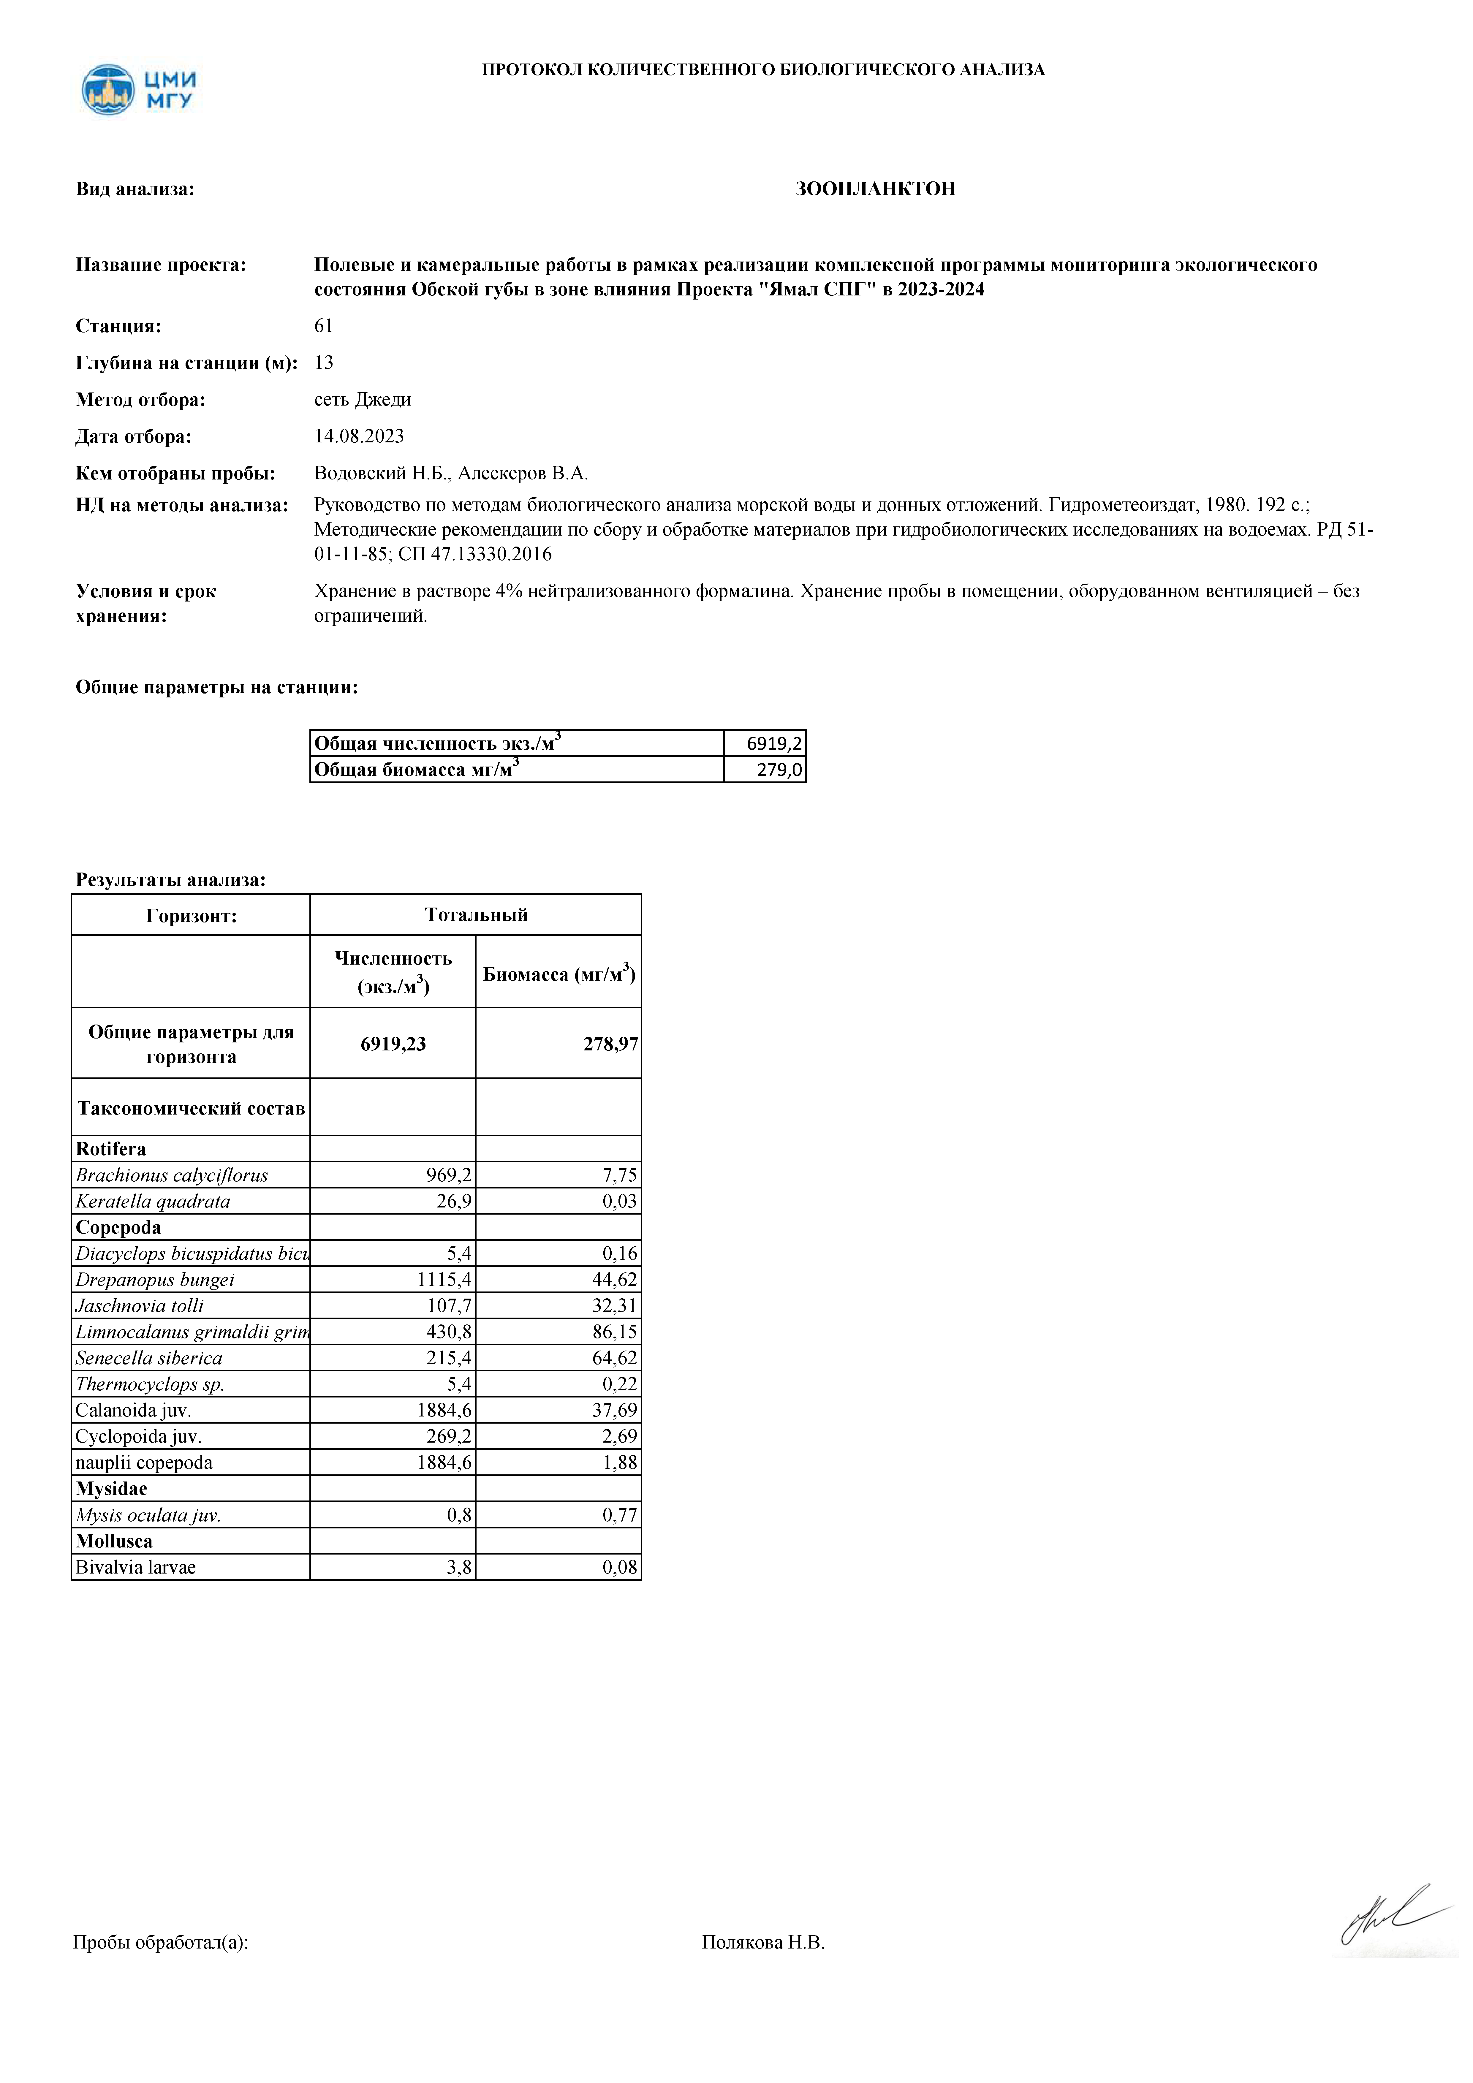 ЦМИ
МГУ
ПРОТОКОЛ КОЛИЧЕСТВЕННОГО БИОЛОГИЧЕСКОГО АНАЛИЗА
Вид анализа: ЗООПЛАНКТОН
Название проекта: Полевые и камеральные работы в рамках реализации комплексной программы мониторинга экологического
состояния Обской губы в зоне влияния Проекта "Ямал СПГ" в 2023-2024
Станция: 61
Глубина на станции (м): 13
Метод отбора: сеть Джеди
Дата отбора: 14.08.2023
Кем отобраны пробы: Водовский Н.Б., Алескеров В.А.
НД на методы анализа: Руководство по методам биологического анализа морской воды и донных отложений. Гидрометеоиздат, 1980. 192 с.;
Методические рекомендации по сбору и обработке материалов при гидробиологических исследованиях на водоемах. РД 51-
01-11-85; СП 47.13330.2016
Условия и срок Хранение в растворе 4% нейтрализованного формалина. Хранение пробы в помещении, оборудованном вентиляцией – без
хранения: ограничений.
Общие параметры на станции:
Общая численность экз./м³ 6919,2
Общая биомасса мг/м³ 279,0
Результаты анализа:
Горизонт: Тотальный
Численность
(экз./м³) Биомасса (мг/м³)
Общие параметры для
горизонта 6919,23 278,97
Таксономический состав
Rotifera
Brachionus calyciflorus 969,2 7,75
Keratella quadrata 26,9 0,03
Copepoda
Diacyclops bicuspidatus bicu 5,4 0,16
Drepanopus bungei 1115,4 44,62
Jaschnovia tolli 107,7 32,31
Limnocalanus grimaldii grim 430,8 86,15
Senecella siberica 215,4 64,62
Thermocyclops sp. 5,4 0,22
Calanoida juv. 1884,6 37,69
Cyclopoida juv. 269,2 2,69
nauplii copepoda 1884,6 1,88
Mysidae
Mysis oculata juv. 0,8 0,77
Mollusca
Bivalvia larvae 3,8 0,08
Пробы обработал(а): Полякова Н.В.